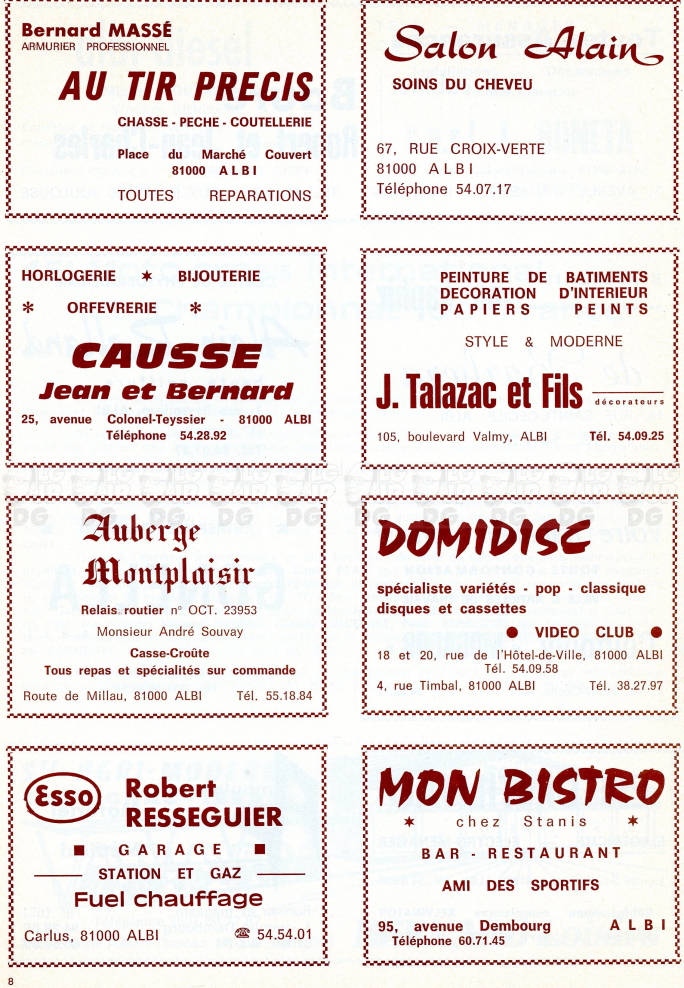 Bernard MASSÉ
ARMURIER PROFESSIONNEL
AU TIR PRECIS
CHASSE - PECHE - COUTELLERIE
Place du Marché Couvert
81000 ALBI
TOUTES REPARATIONS
Salon Alain
SOINS DU CHEVEU
67, RUE CROIX-VERTE
81000 ALBI
Téléphone 54.07.17
HORLOGERIE ✶ BIJOUTERIE
* ORFEVRERIE *
CAUSSE
Jean et Bernard
25, avenue Colonel-Teyssier - 81000 ALBI
Téléphone 54.28.92
PEINTURE DE BATIMENTS
DECORATION D'INTERIEUR
PAPIERS PEINTS
STYLE & MODERNE
J. Talazac et Fils
décorateurs
105, boulevard Valmy, ALBI Tél. 54.09.25
Auberge
Montplaisir
Relais routier n° OCT. 23953
Monsieur André Souvay
Casse-Croûte
Tous repas et spécialités sur commande
Route de Millau, 81000 ALBI Tél. 55.18.84
DOMIDISC
spécialiste variétés - pop - classique
disques et cassettes
● VIDEO CLUB ●
18 et 20, rue de l'Hôtel-de-Ville, 81000 ALBI
Tél. 54.09.58
4, rue Timbal, 81000 ALBI Tél. 38.27.97
Esso
Robert
RESSEGUIER
■ GARAGE ■
STATION ET GAZ
Fuel chauffage
Carlus, 81000 ALBI ☎ 54.54.01
MON BISTRO
✶ chez Stanis ✶
BAR - RESTAURANT
AMI DES SPORTIFS
95, avenue Dembourg ALBI
Téléphone 60.71.45
8